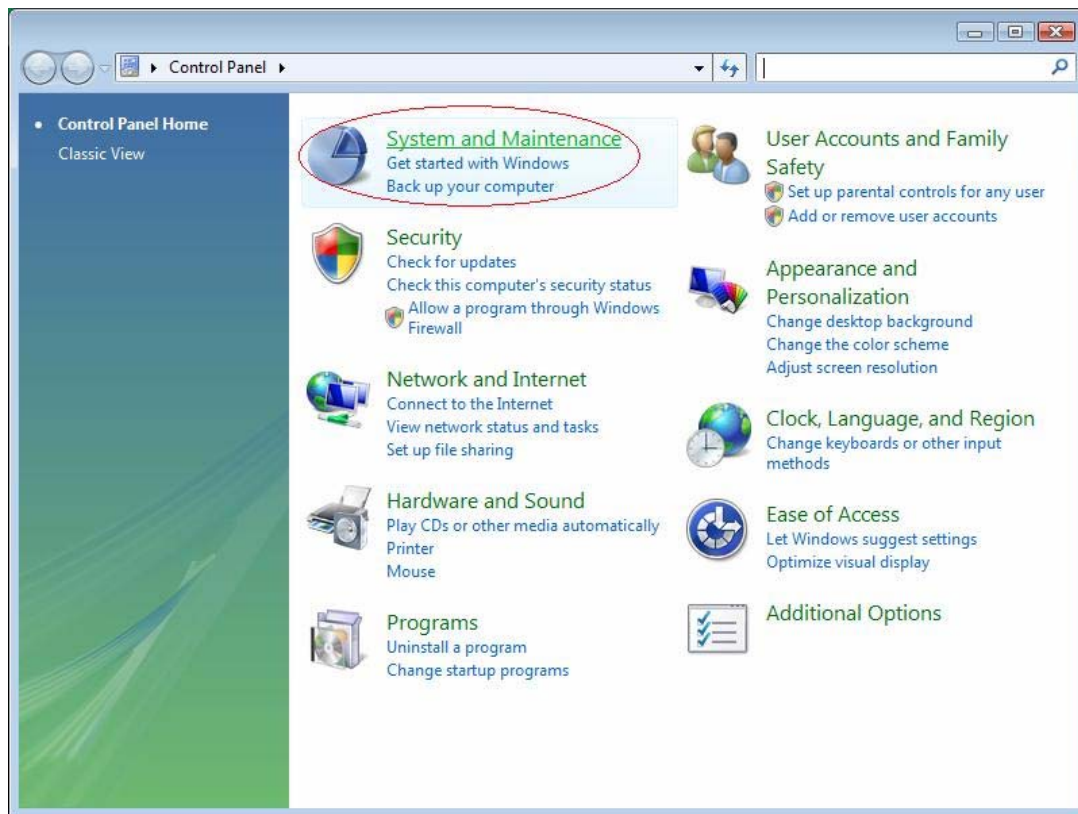 Control Panel
Control Panel Home
Classic View
System and Maintenance
Get started with Windows
Back up your computer
Security
Check for updates
Check this computer's security status
Allow a program through Windows
Firewall
Network and Internet
Connect to the Internet
View network status and tasks
Set up file sharing
Hardware and Sound
Play CDs or other media automatically
Printer
Mouse
Programs
Uninstall a program
Change startup programs
User Accounts and Family
Safety
Set up parental controls for any user
Add or remove user accounts
Appearance and
Personalization
Change desktop background
Change the color scheme
Adjust screen resolution
Clock, Language, and Region
Change keyboards or other input
methods
Ease of Access
Let Windows suggest settings
Optimize visual display
Additional Options